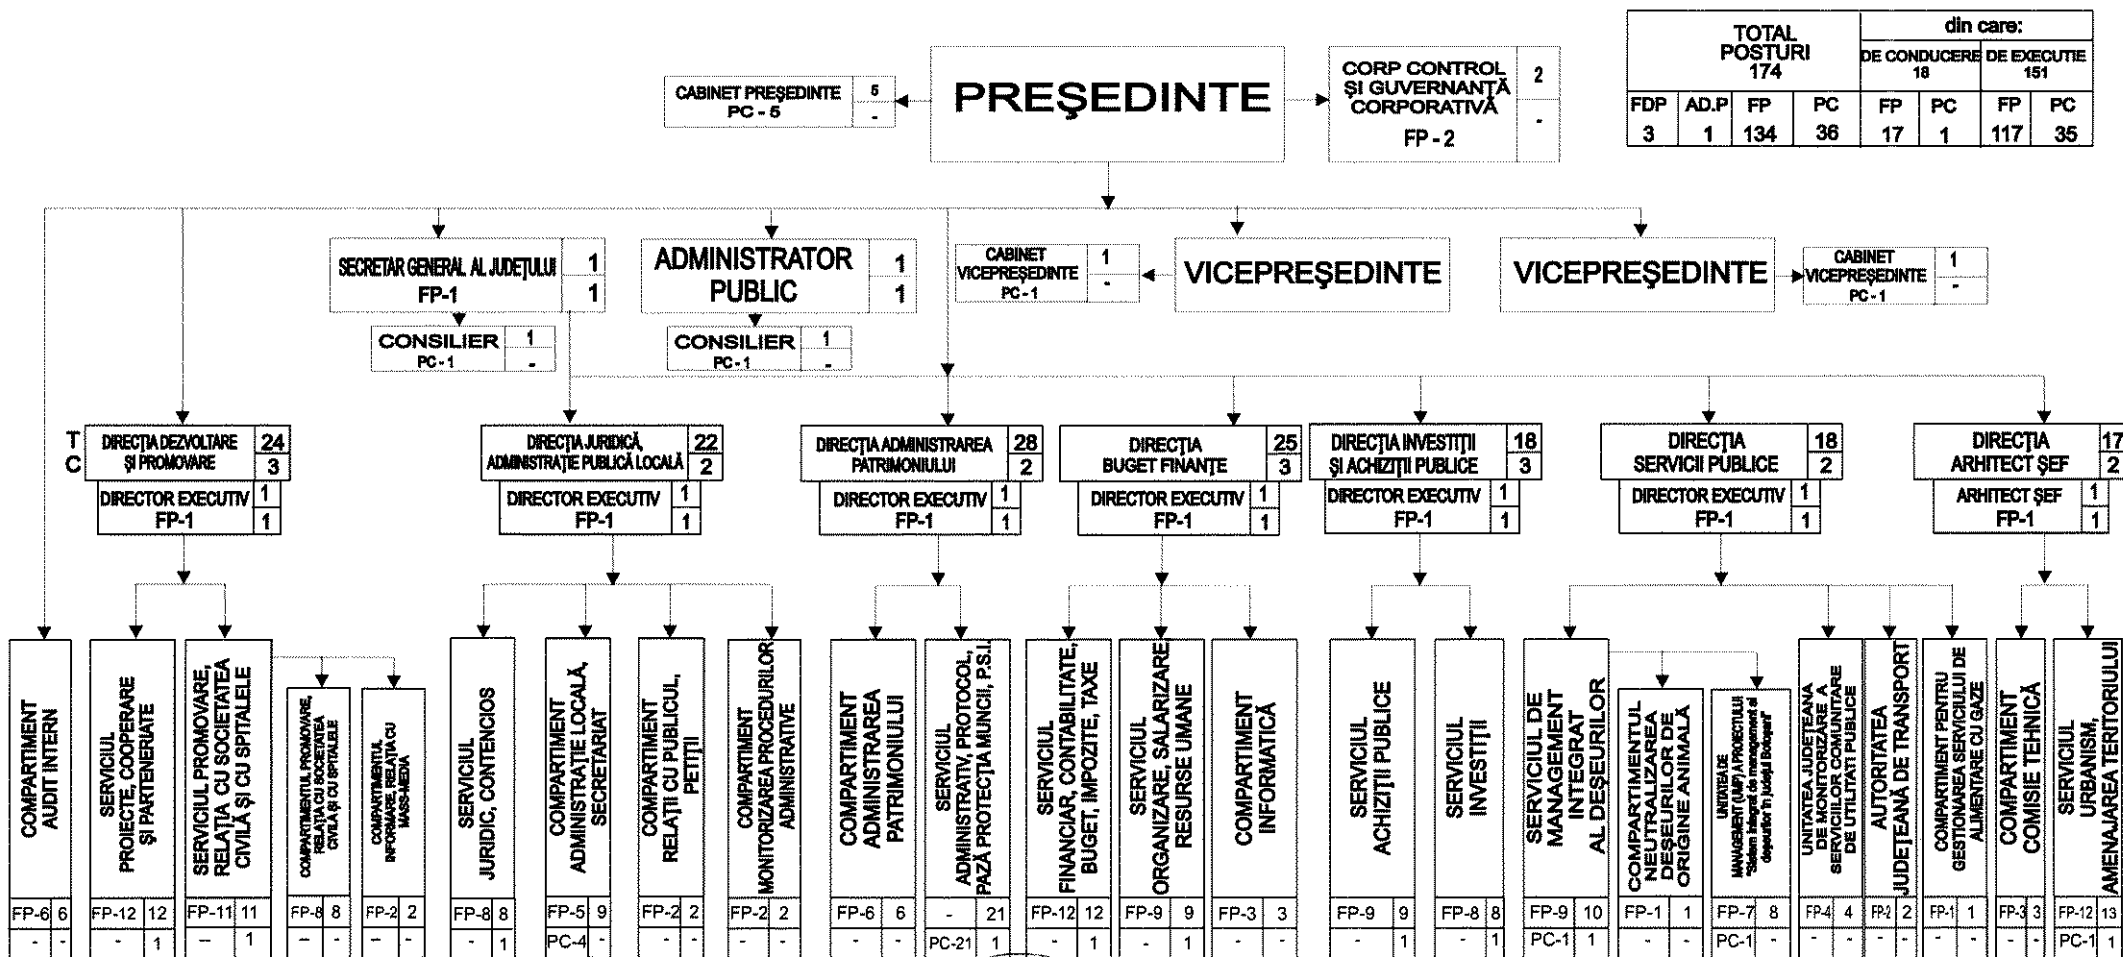 TOTAL
POSTURI
174
din care:
DE CONDUCERE
18
DE EXECUTIE
151
FDP AD.P FP PC FP PC FP PC
3 1 134 36 17 1 117 35
CABINET PREŞEDINTE
PC - 5
5
-
PREŞEDINTE
CORP CONTROL
ŞI GUVERNANŢĂ
CORPORATIVĂ
FP - 2
2
-
SECRETAR GENERAL AL JUDEŢULUI
FP-1
1
1
ADMINISTRATOR
PUBLIC
1
1
CABINET
VICEPREŞEDINTE
PC - 1
1
-
VICEPREŞEDINTE
VICEPREŞEDINTE
CABINET
VICEPREŞEDINTE
PC - 1
1
-
CONSILIER
PC - 1
1
-
CONSILIER
PC - 1
1
-
T
C
DIRECŢIA DEZVOLTARE
ŞI PROMOVARE
24
3
DIRECTOR EXECUTIV
FP-1
1
1
DIRECŢIA JURIDICĂ,
ADMINISTRAŢIE PUBLICĂ LOCALĂ
22
2
DIRECTOR EXECUTIV
FP-1
1
1
DIRECŢIA ADMINISTRAREA
PATRIMONIULUI
28
2
DIRECTOR EXECUTIV
FP-1
1
1
DIRECŢIA
BUGET FINANŢE
25
3
DIRECTOR EXECUTIV
FP-1
1
1
DIRECŢIA INVESTIŢII
ŞI ACHIZIŢII PUBLICE
18
3
DIRECTOR EXECUTIV
FP-1
1
1
DIRECŢIA
SERVICII PUBLICE
18
2
DIRECTOR EXECUTIV
FP-1
1
1
DIRECŢIA
ARHITECT ŞEF
17
2
ARHITECT ŞEF
FP-1
1
1
COMPARTIMENT
AUDIT INTERN
FP-6 6
- -
SERVICIUL
PROIECTE, COOPERARE
ŞI PARTENERIATE
FP-12 12
- 1
SERVICIUL PROMOVARE,
RELAŢIA CU SOCIETATEA
CIVILĂ ŞI CU SPITALELE
FP-11 11
- 1
COMPARTIMENTUL PROMOVARE,
RELAŢIA CU SOCIETATEA
CIVILĂ ŞI CU SPITALELE
FP-8 8
- -
COMPARTIMENTUL
INFORMARE, RELAŢIA CU
MASS-MEDIA
FP-2 2
- -
SERVICIUL
JURIDIC, CONTENCIOS
FP-8 8
- 1
COMPARTIMENT
ADMINISTRAŢIE LOCALĂ,
SECRETARIAT
FP-5 9
PC-4 -
COMPARTIMENT
RELAŢII CU PUBLICUL,
PETIŢII
FP-2 2
- -
COMPARTIMENT
MONITORIZAREA PROCEDURILOR
ADMINISTRATIVE
FP-2 2
- -
COMPARTIMENT
ADMINISTRAREA
PATRIMONIULUI
FP-6 6
- -
SERVICIUL
ADMINISTRATIV, PROTOCOL,
PAZĂ PROTECŢIA MUNCII, P.S.I.
- 21
PC-21 1
SERVICIUL
FINANCIAR, CONTABILITATE,
BUGET, IMPOZITE, TAXE
FP-12 12
- 1
SERVICIUL
ORGANIZARE, SALARIZARE
RESURSE UMANE
FP-9 9
- 1
COMPARTIMENT
INFORMATICĂ
FP-3 3
- -
SERVICIUL
ACHIZIŢII PUBLICE
FP-9 9
- 1
SERVICIUL
INVESTIŢII
FP-8 8
- 1
SERVICIUL DE
MANAGEMENT
INTEGRAT
AL DEŞEURILOR
FP-9 10
PC-1 1
COMPARTIMENTUL
NEUTRALIZAREA
DEŞEURILOR DE
ORIGINE ANIMALĂ
FP-1 1
- -
UNITATEA DE
MANAGEMENT (UMP) A PROIECTULUI
"Sistem integrat de management al
deşeurilor în judeţul Botoşani"
FP-7 8
PC-1 -
UNITATEA JUDEŢEANA
DE MONITORIZARE A
SERVICIILOR COMUNITARE
DE UTILITATI PUBLICE
FP-4 4
- -
AUTORITATEA
JUDEŢEANĂ DE TRANSPORT
FP-2 2
- -
COMPARTIMENT PENTRU
GESTIONAREA SERVICIULUI DE
ALIMENTARE CU GAZE
FP-1 1
- -
COMPARTIMENT
COMISIE TEHNICĂ
FP-3 3
- -
SERVICIUL
URBANISM,
AMENAJAREA TERITORIULUI
FP-12 13
PC-1 1